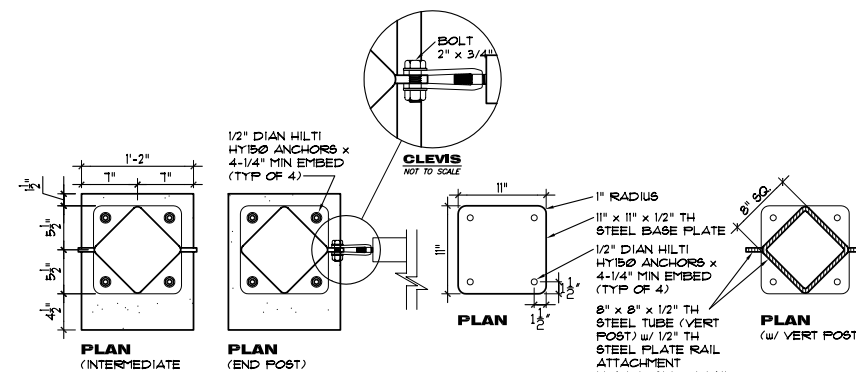 BOLT
2" x 3/4"
CLEVIS
NOT TO SCALE
1/2" DIAN HILTI
HY150 ANCHORS x
4-1/4" MIN EMBED
(TYP OF 4)
1'-2"
7" 7"
1 1/2"
5 1/2"
5 1/2"
4 1/2"
PLAN
(INTERMEDIATE
PLAN
(END POST)
11"
11"
1 1/2"
1 1/2"
PLAN
1" RADIUS
11" x 11" x 1/2" TH
STEEL BASE PLATE
1/2" DIAN HILTI
HY150 ANCHORS x
4-1/4" MIN EMBED
(TYP OF 4)
8" x 8" x 1/2" TH
STEEL TUBE (VERT
POST) w/ 1/2" TH
STEEL PLATE RAIL
ATTACHMENT
8" SQ.
PLAN
(w/ VERT POST